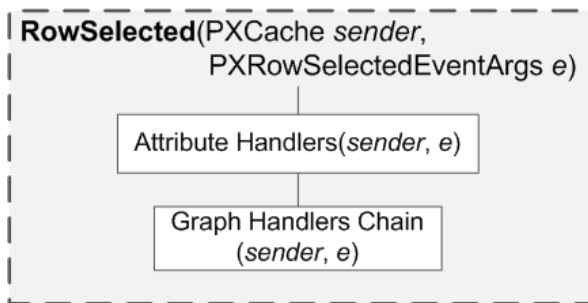 RowSelected(PXCache sender,
PXRowSelectedEventArgs e)
Attribute Handlers(sender, e)
Graph Handlers Chain
(sender, e)